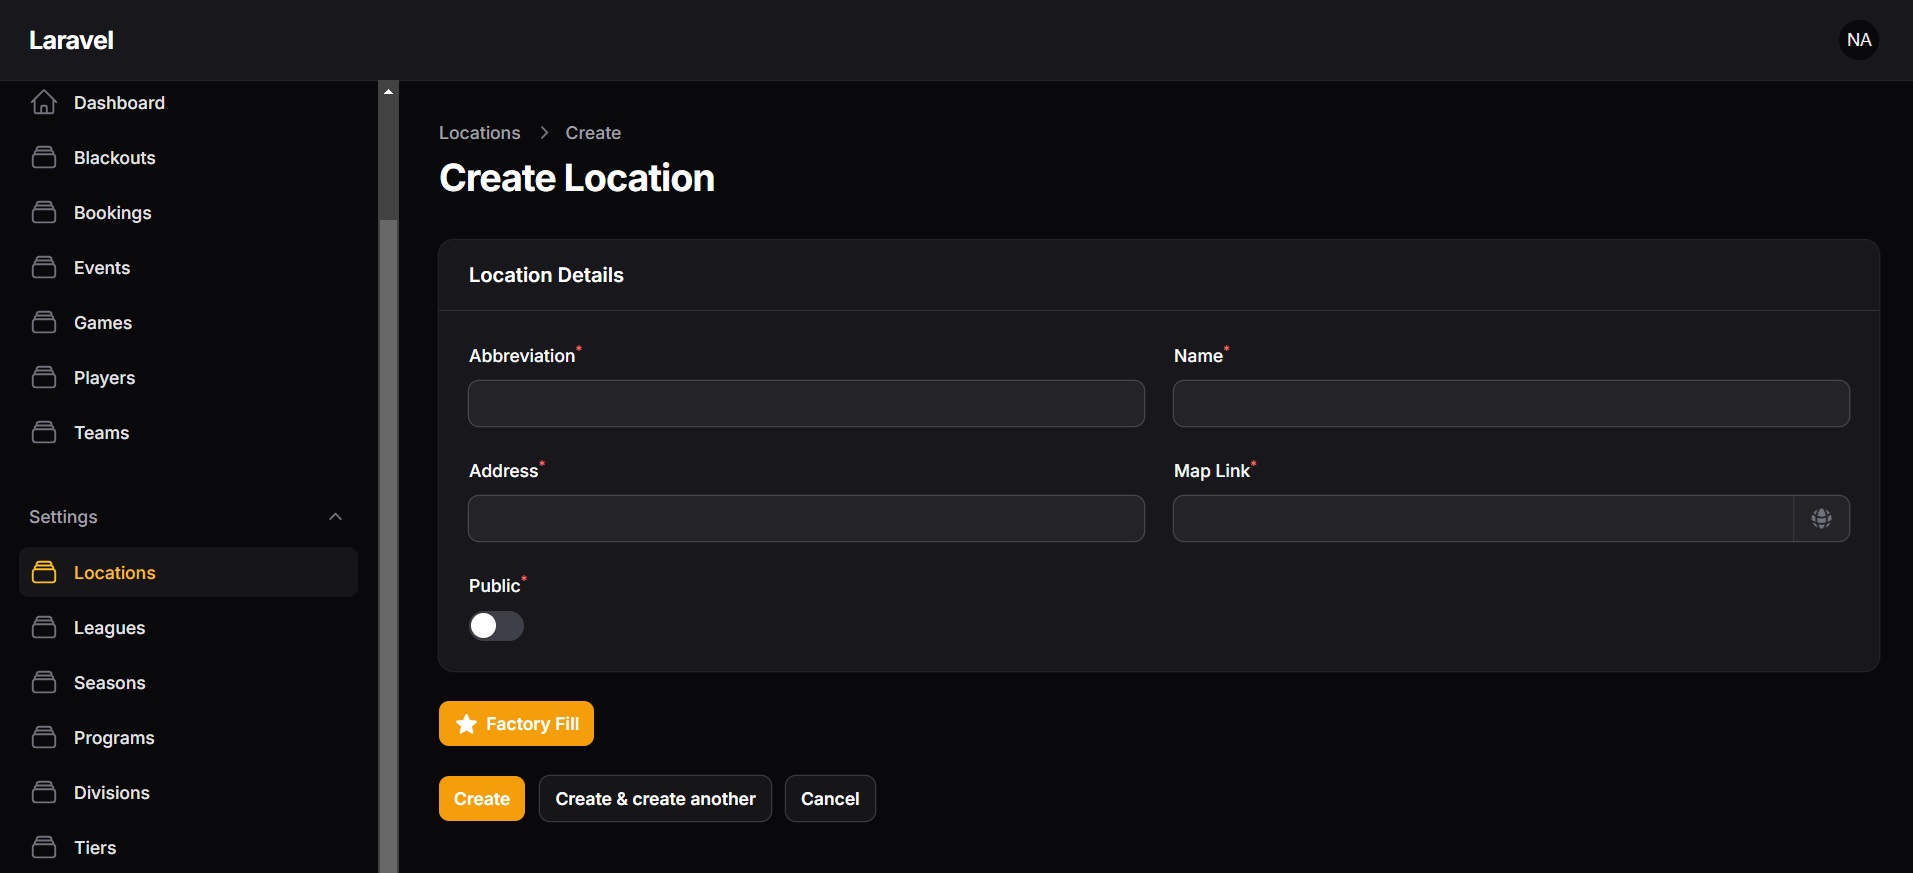 Laravel
NA
Dashboard
Blackouts
Bookings
Events
Games
Players
Teams
Settings
Locations
Leagues
Seasons
Programs
Divisions
Tiers
Locations > Create
Create Location
Location Details
Abbreviation*
Name*
Address*
Map Link*
Public*
Factory Fill
Create
Create & create another
Cancel